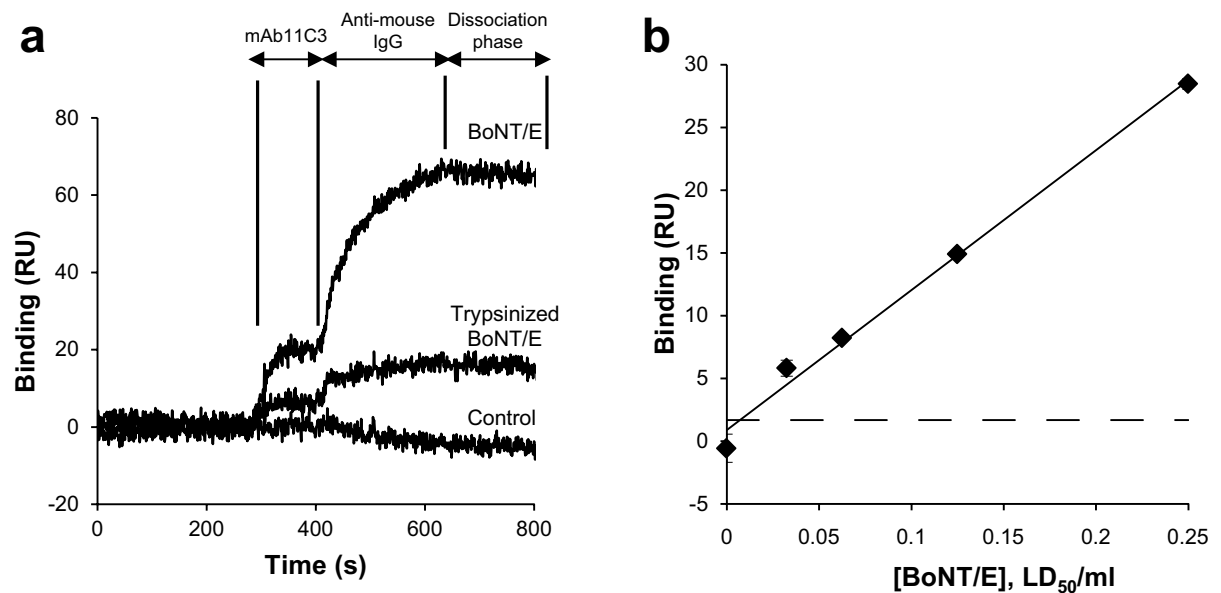 a
mAb11C3
Anti-mouse
IgG
Dissociation
phase
80
60
40
20
0
-20
Binding (RU)
BoNT/E
Trypsinized
BoNT/E
Control
0
200
400
600
800
Time (s)
b
30
25
20
15
10
5
0
-5
Binding (RU)
0
0.05
0.1
0.15
0.2
0.25
[BoNT/E], LD50/ml